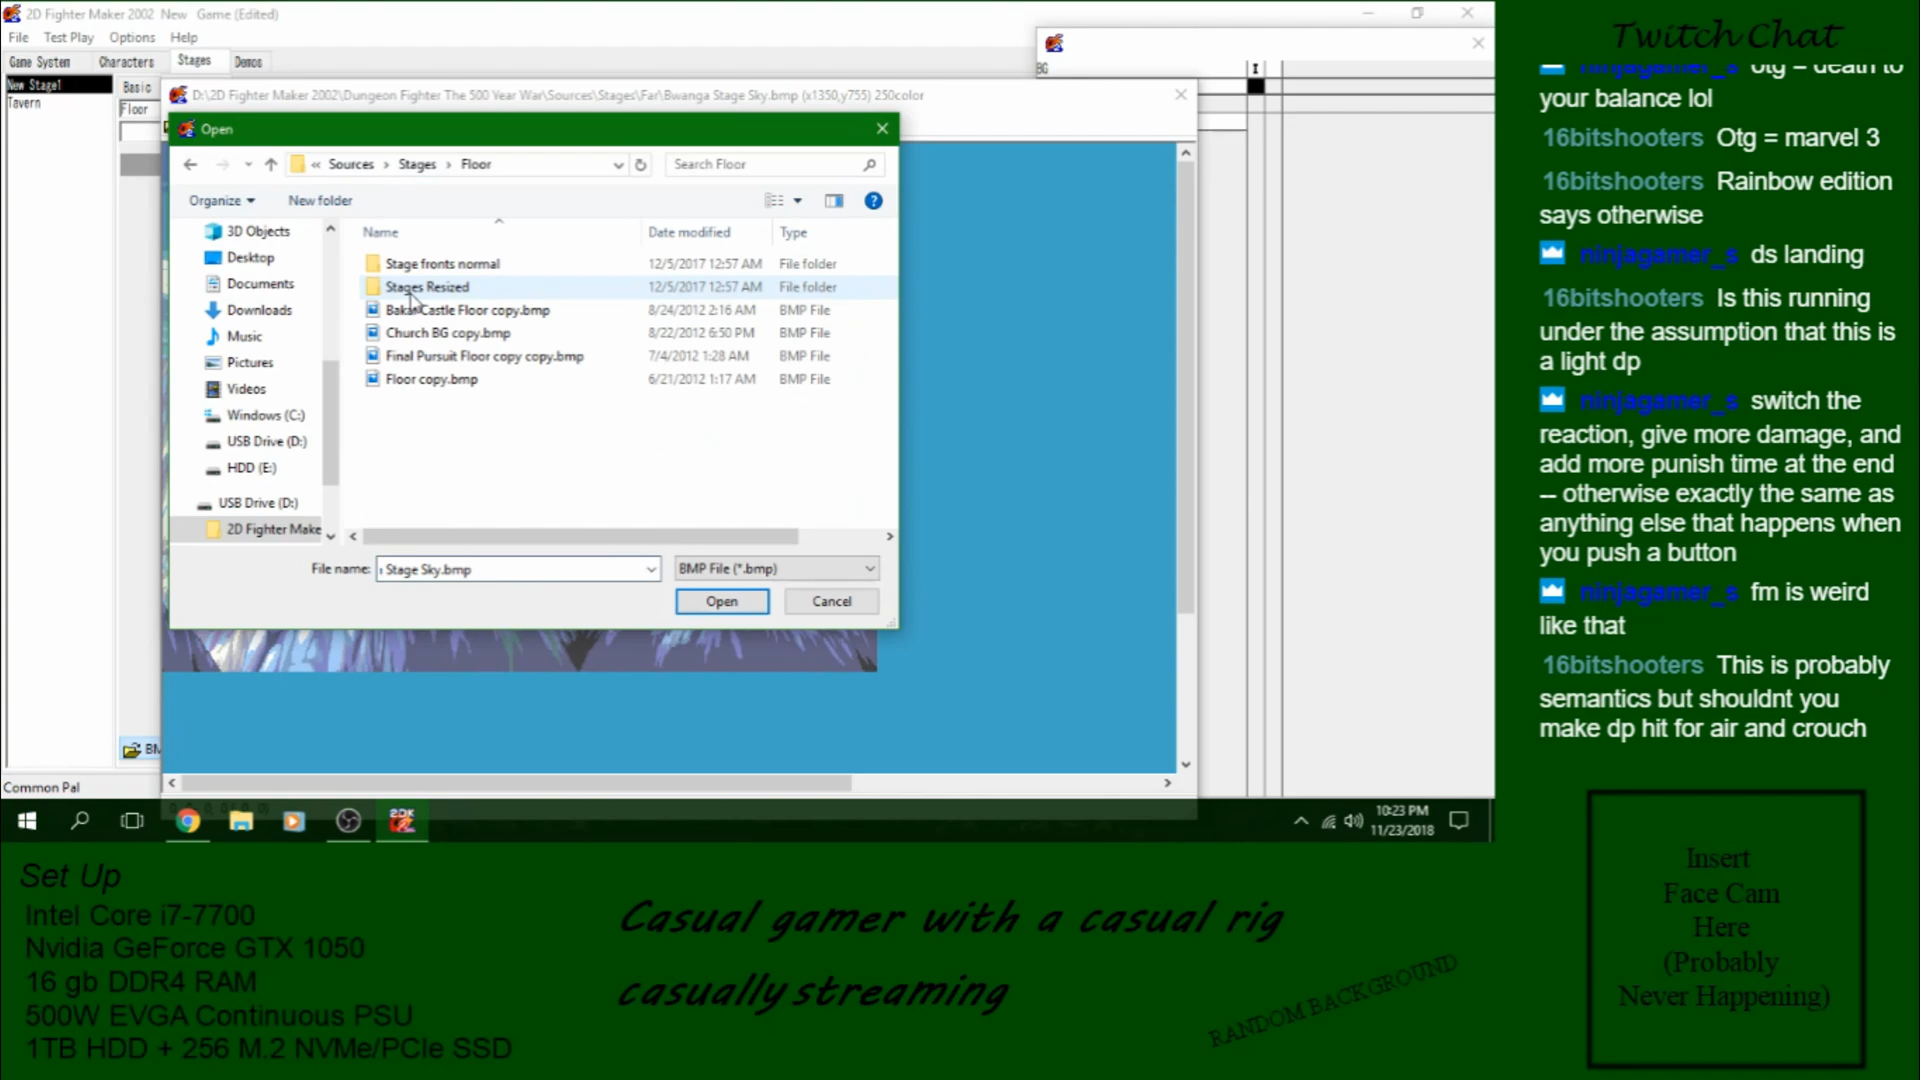 2D Fighter Maker 2002 New Game (Edited)
File Test Play Options Help
Game System Characters Stages Demos
New Stage1
Tavern
Basic
Floor
BG
D:\2D Fighter Maker 2002\Dungeon Fighter The 500 Year War\Sources\Stages\Far\Bwanga Stage Sky.bmp (x1350,y755) 250color
Open
« Sources › Stages › Floor
Search Floor
Organize New folder
Name Date modified Type
3D Objects
Desktop
Documents
Downloads
Music
Pictures
Videos
Windows (C:)
USB Drive (D:)
HDD (E:)
USB Drive (D:)
2D Fighter Make
Stage fronts normal 12/5/2017 12:57 AM File folder
Stages Resized 12/5/2017 12:57 AM File folder
Castle Floor copy.bmp 8/24/2012 2:16 AM BMP File
Church BG copy.bmp 8/22/2012 6:50 PM BMP File
Final Pursuit Floor copy copy.bmp 7/4/2012 1:28 AM BMP File
Floor copy.bmp 6/21/2012 1:17 AM BMP File
File name: Stage Sky.bmp BMP File (*.bmp)
Open Cancel
BM
Common Pal
10:23 PM
11/23/2018
Twitch Chat
ninjagamer_s otg = death to
your balance lol
16bitshooters Otg = marvel 3
16bitshooters Rainbow edition
says otherwise
ninjagamer_s ds landing
16bitshooters Is this running
under the assumption that this is
a light dp
ninjagamer_s switch the
reaction, give more damage, and
add more punish time at the end
-- otherwise exactly the same as
anything else that happens when
you push a button
ninjagamer_s fm is weird
like that
16bitshooters This is probably
semantics but shouldnt you
make dp hit for air and crouch
Set Up
Intel Core i7-7700
Nvidia GeForce GTX 1050
16 gb DDR4 RAM
500W EVGA Continuous PSU
1TB HDD + 256 M.2 NVMe/PCIe SSD
Casual gamer with a casual rig
casually streaming
RANDOM BACKGROUND
Insert
Face Cam
Here
(Probably
Never Happening)